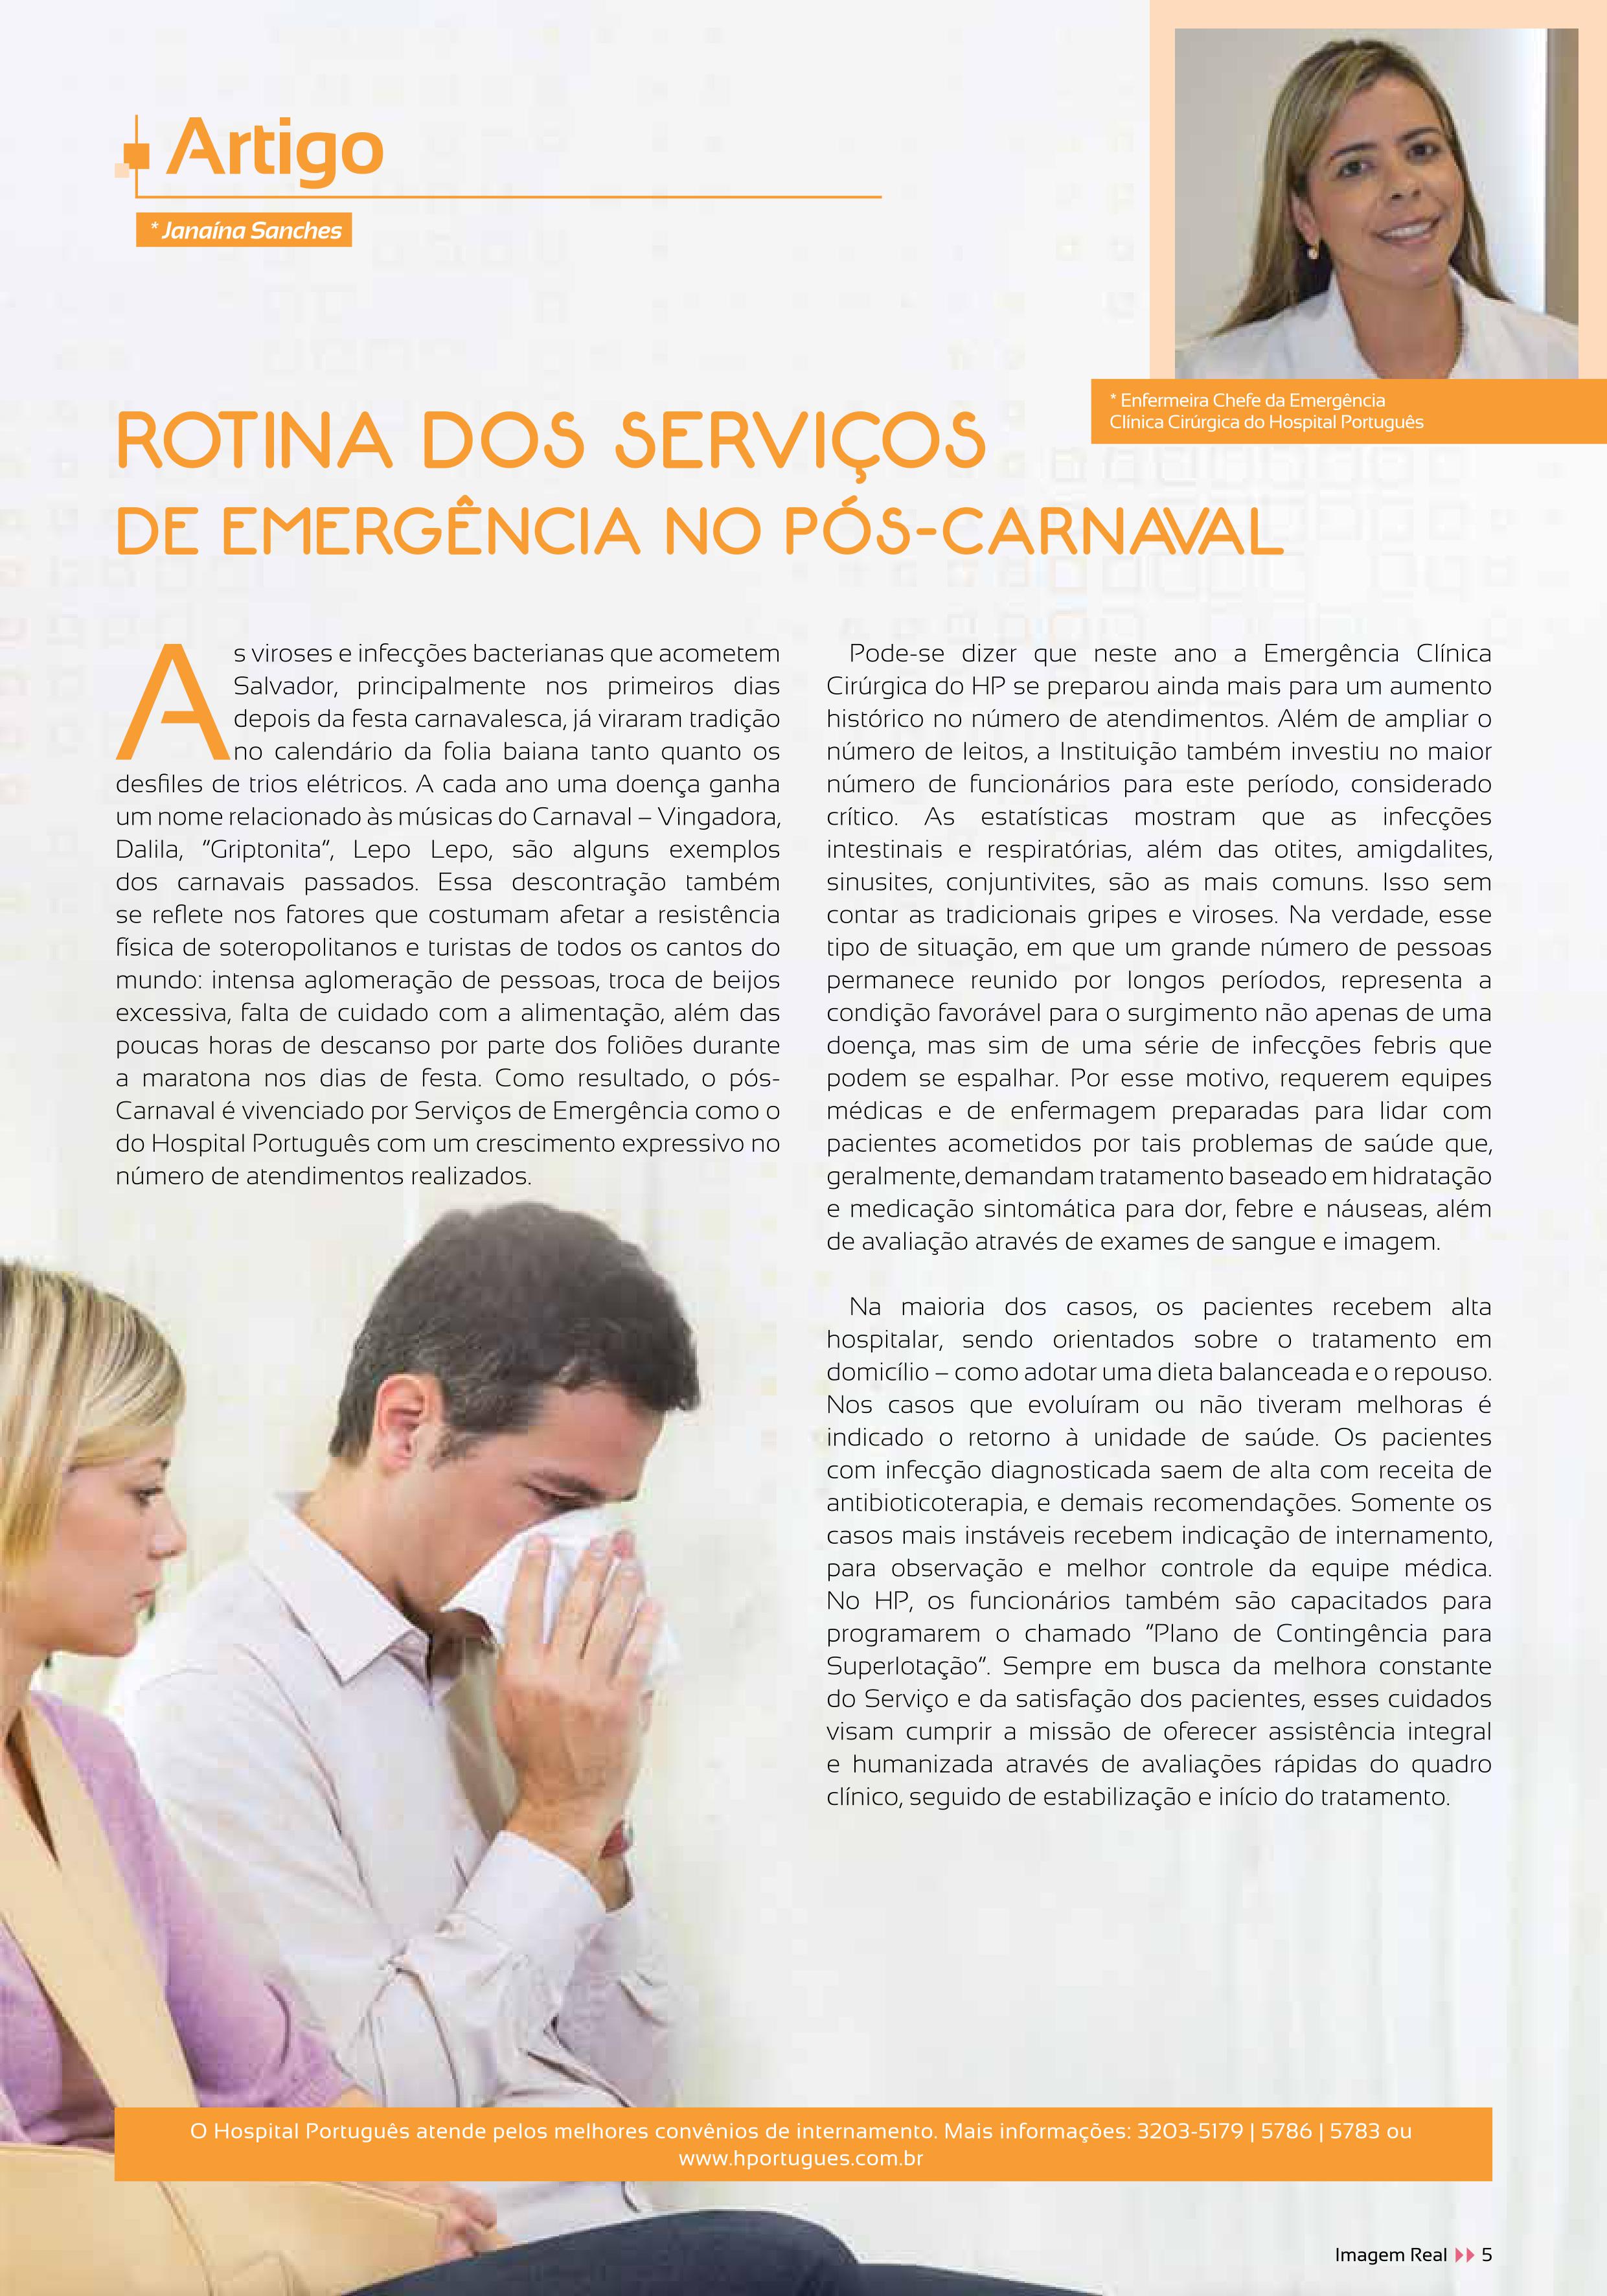 Artigo
* Janaína Sanches
* Enfermeira Chefe da Emergência
Clínica Cirúrgica do Hospital Português
ROTINA DOS SERVIÇOS
DE EMERGÊNCIA NO PÓS-CARNAVAL
As viroses e infecções bacterianas que acometem
Salvador, principalmente nos primeiros dias
depois da festa carnavalesca, já viraram tradição
no calendário da folia baiana tanto quanto os
desfiles de trios elétricos. A cada ano uma doença ganha
um nome relacionado às músicas do Carnaval – Vingadora,
Dalila, “Griptonita”, Lepo Lepo, são alguns exemplos
dos carnavais passados. Essa descontração também
se reflete nos fatores que costumam afetar a resistência
física de soteropolitanos e turistas de todos os cantos do
mundo: intensa aglomeração de pessoas, troca de beijos
excessiva, falta de cuidado com a alimentação, além das
poucas horas de descanso por parte dos foliões durante
a maratona nos dias de festa. Como resultado, o pós-
Carnaval é vivenciado por Serviços de Emergência como o
do Hospital Português com um crescimento expressivo no
número de atendimentos realizados.
Pode-se dizer que neste ano a Emergência Clínica
Cirúrgica do HP se preparou ainda mais para um aumento
histórico no número de atendimentos. Além de ampliar o
número de leitos, a Instituição também investiu no maior
número de funcionários para este período, considerado
crítico. As estatísticas mostram que as infecções
intestinais e respiratórias, além das otites, amigdalites,
sinusites, conjuntivites, são as mais comuns. Isso sem
contar as tradicionais gripes e viroses. Na verdade, esse
tipo de situação, em que um grande número de pessoas
permanece reunido por longos períodos, representa a
condição favorável para o surgimento não apenas de uma
doença, mas sim de uma série de infecções febris que
podem se espalhar. Por esse motivo, requerem equipes
médicas e de enfermagem preparadas para lidar com
pacientes acometidos por tais problemas de saúde que,
geralmente, demandam tratamento baseado em hidratação
e medicação sintomática para dor, febre e náuseas, além
de avaliação através de exames de sangue e imagem.
Na maioria dos casos, os pacientes recebem alta
hospitalar, sendo orientados sobre o tratamento em
domicílio – como adotar uma dieta balanceada e o repouso.
Nos casos que evoluíram ou não tiveram melhoras é
indicado o retorno à unidade de saúde. Os pacientes
com infecção diagnosticada saem de alta com receita de
antibioticoterapia, e demais recomendações. Somente os
casos mais instáveis recebem indicação de internamento,
para observação e melhor controle da equipe médica.
No HP, os funcionários também são capacitados para
programarem o chamado “Plano de Contingência para
Superlotação”. Sempre em busca da melhora constante
do Serviço e da satisfação dos pacientes, esses cuidados
visam cumprir a missão de oferecer assistência integral
e humanizada através de avaliações rápidas do quadro
clínico, seguido de estabilização e início do tratamento.
O Hospital Português atende pelos melhores convênios de internamento. Mais informações: 3203-5179 | 5786 | 5783 ou
www.hportugues.com.br
Imagem Real 5